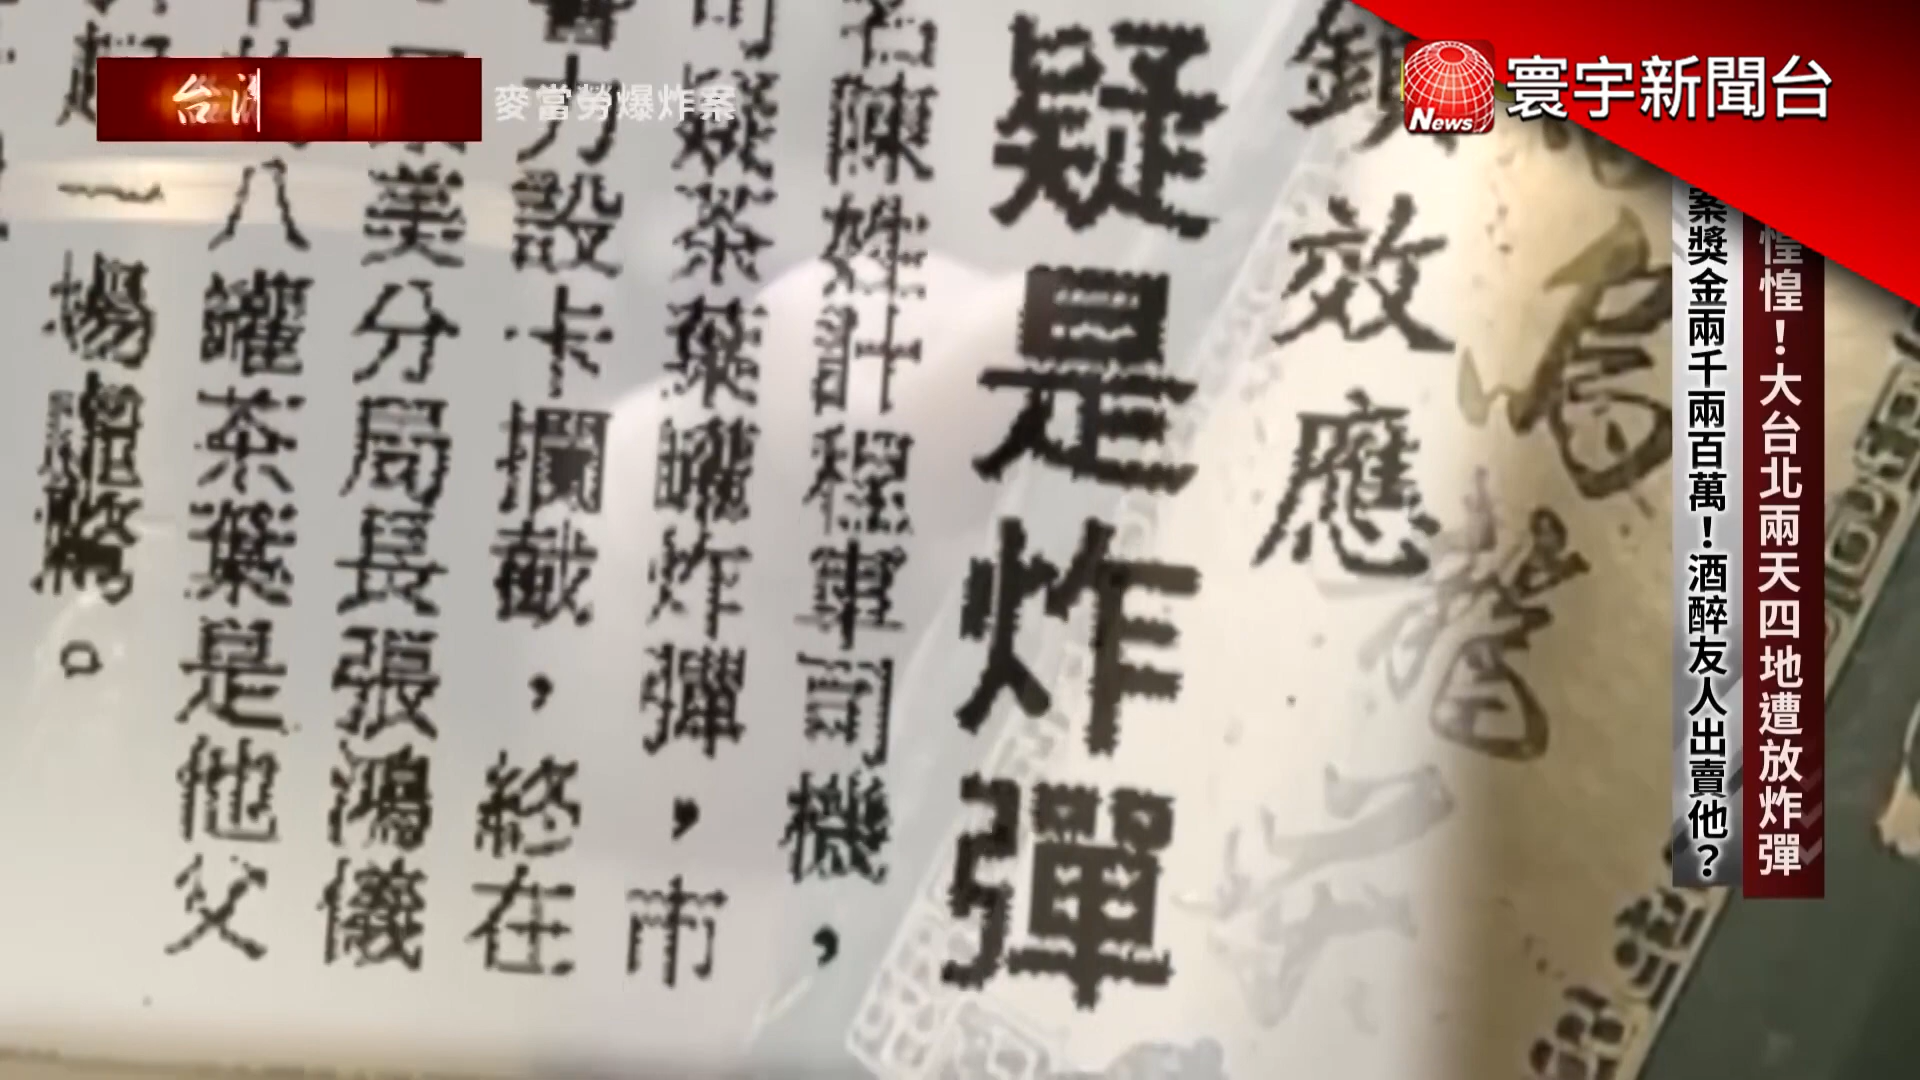 台灣
麥當勞爆炸案
寰宇新聞台
News
惶惶！大台北兩天四地遭放炸彈
案獎金兩千兩百萬！酒醉友人出賣他？
效應
疑是炸彈
名陳姓計程車司機，
司疑茶葉罐炸彈，市
警力設卡攔截，終在
美分局長張鴻儀
八罐茶葉是他父
一場
。